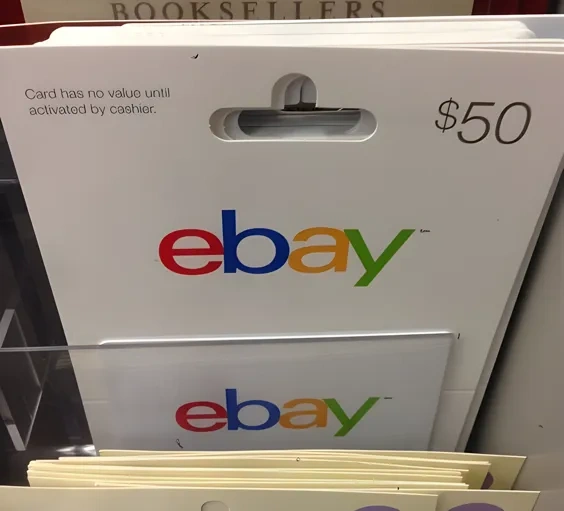 BOOKSELLERS
Card has no value until
activated by cashier.
$50
ebay
ebay